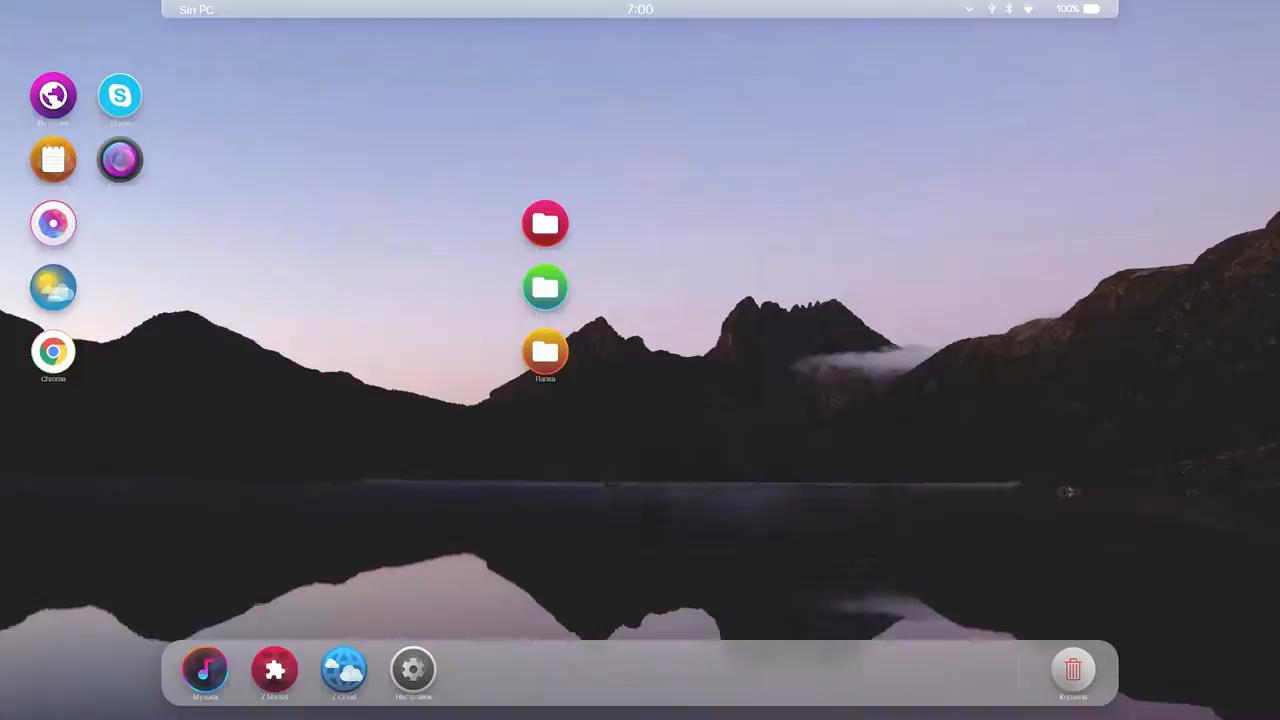 Siri PC
7:00
100%
Chrome
Папка
Музыка
Z Market
Z Cloud
Настройки
Корзина